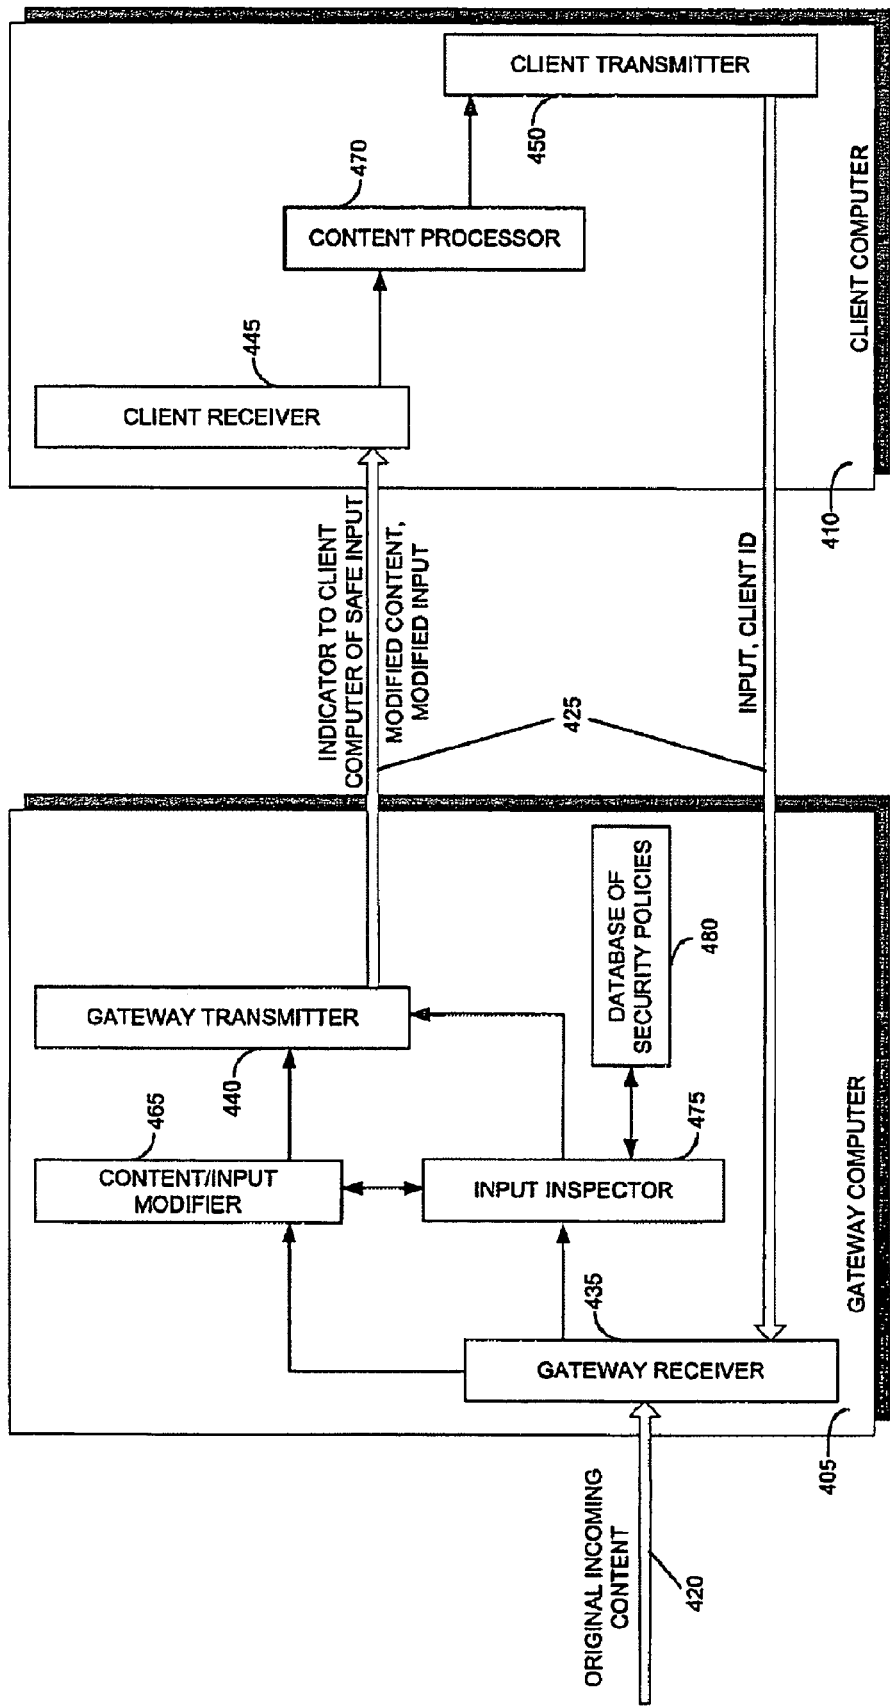 ORIGINAL INCOMING
CONTENT
420
405
GATEWAY COMPUTER
GATEWAY RECEIVER
435
CONTENT/INPUT
MODIFIER
465
INPUT INSPECTOR
475
GATEWAY TRANSMITTER
440
DATABASE OF
SECURITY POLICIES
480
INDICATOR TO CLIENT
COMPUTER OF SAFE INPUT
MODIFIED CONTENT,
MODIFIED INPUT
425
INPUT, CLIENT ID
410
CLIENT COMPUTER
CLIENT RECEIVER
445
CONTENT PROCESSOR
470
CLIENT TRANSMITTER
450